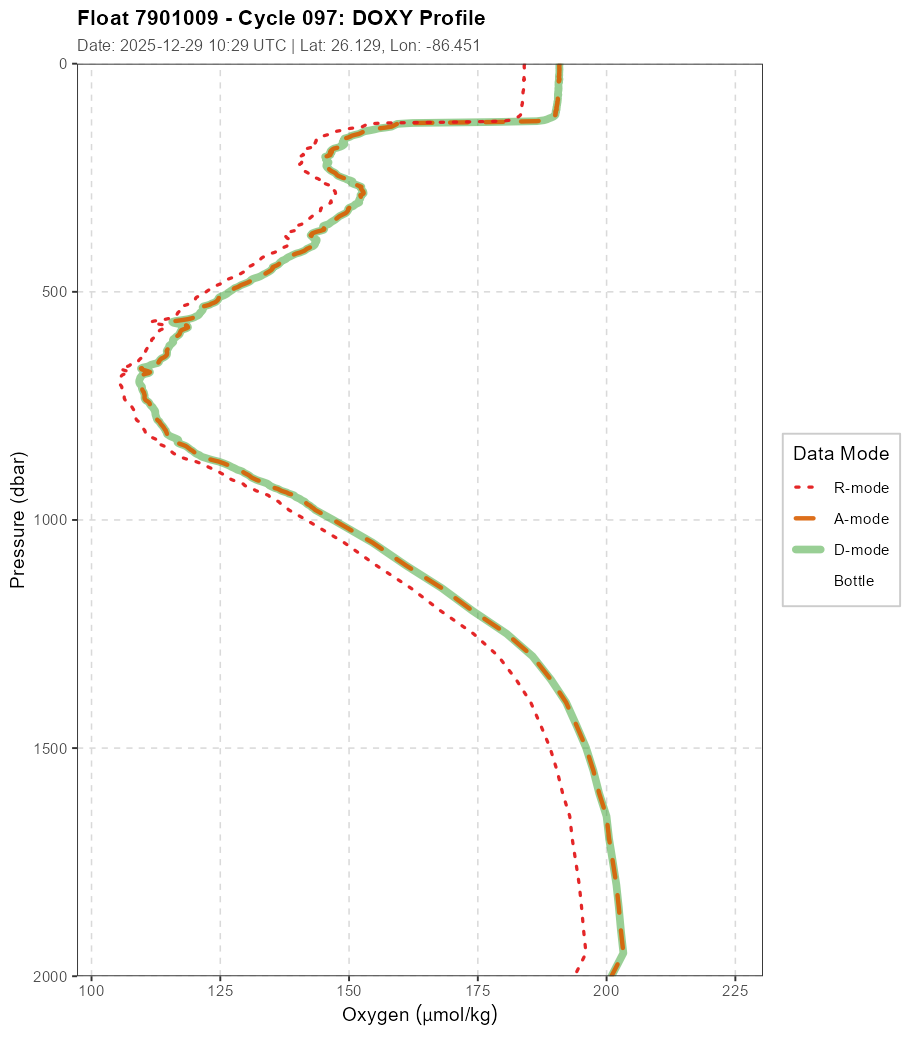 Float 7901009 - Cycle 097: DOXY Profile
Date: 2025-12-29 10:29 UTC | Lat: 26.129, Lon: -86.451
0
500
1000
1500
2000
Pressure (dbar)
100
125
150
175
200
225
Oxygen (µmol/kg)
Data Mode
R-mode
A-mode
D-mode
Bottle